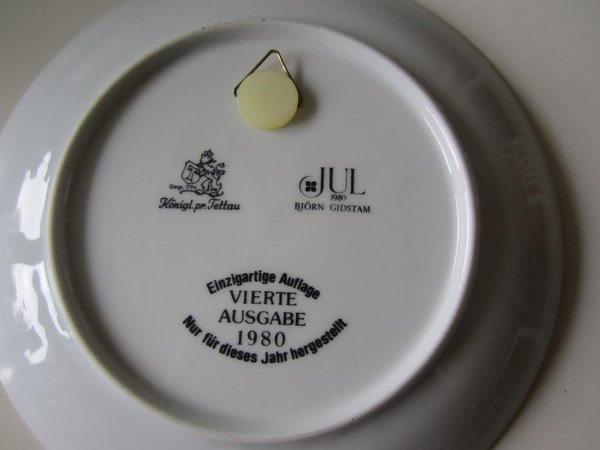 Gegr. 1794
Königl. pr. Tettau
JUL
1980
BJÖRN GIDSTAM
Einzigartige Auflage
VIERTE
AUSGABE
1980
Nur für dieses Jahr hergestellt